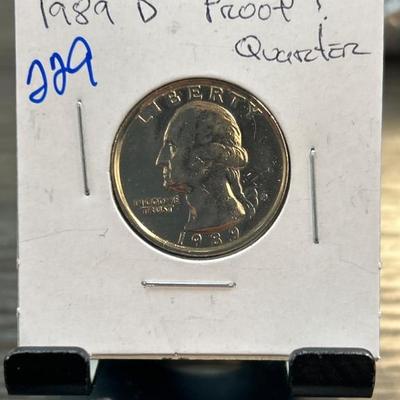 1989 D Proof !
Quarter
229
LIBERTY
IN GOD WE
TRUST
1989